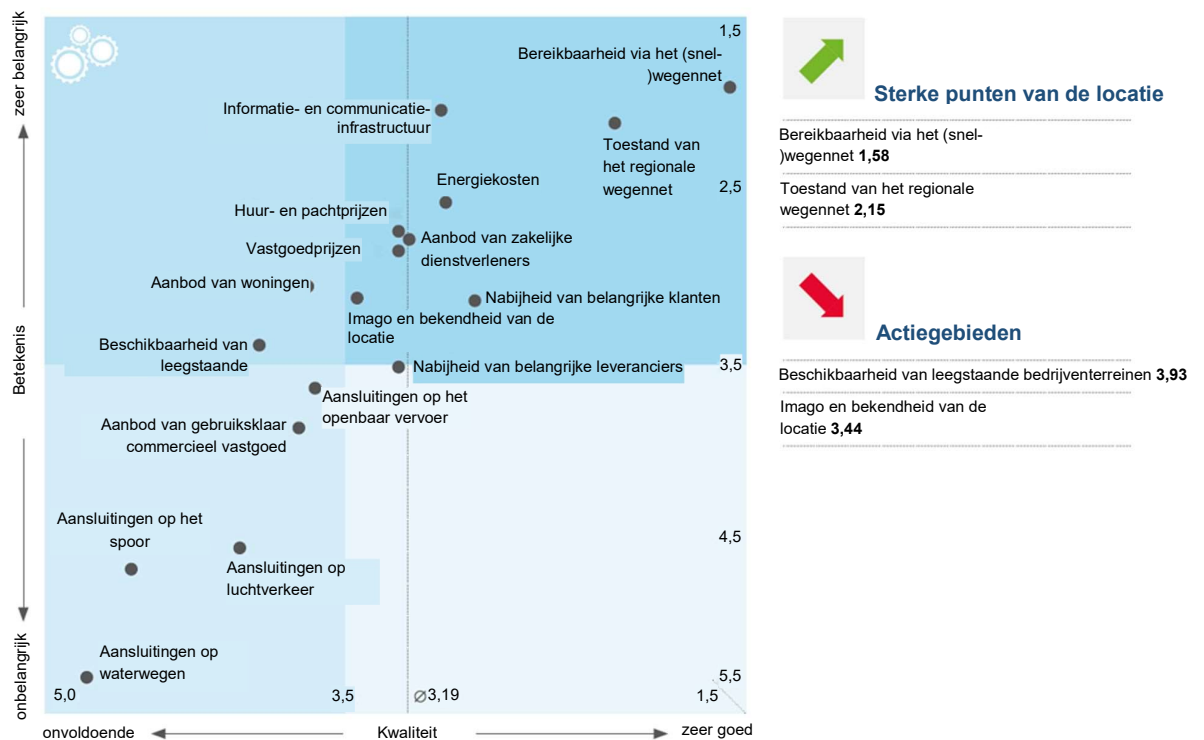 zeer belangrijk
Betekenis
onbelangrijk
1,5
Bereikbaarheid via het (snel-
)wegennet
Informatie- en communicatie-
infrastructuur
Toestand van
het regionale
wegennet
2,5
Energiekosten
Huur- en pachtprijzen
Vastgoedprijzen
Aanbod van zakelijke
dienstverleners
Aanbod van woningen
Nabijheid van belangrijke klanten
Imago en bekendheid van de
locatie
Beschikbaarheid van
leegstaande
3,5
Nabijheid van belangrijke leveranciers
Aansluitingen op het
openbaar vervoer
Aanbod van gebruiksklaar
commercieel vastgoed
Aansluitingen op het
spoor
4,5
Aansluitingen op
luchtverkeer
Aansluitingen op
waterwegen
5,5
5,0
3,5
∅3,19
1,5
onvoldoende
Kwaliteit
zeer goed
Sterke punten van de locatie
Bereikbaarheid via het (snel-
)wegennet 1,58
Toestand van het regionale
wegennet 2,15
Actiegebieden
Beschikbaarheid van leegstaande bedrijventerreinen 3,93
Imago en bekendheid van de
locatie 3,44